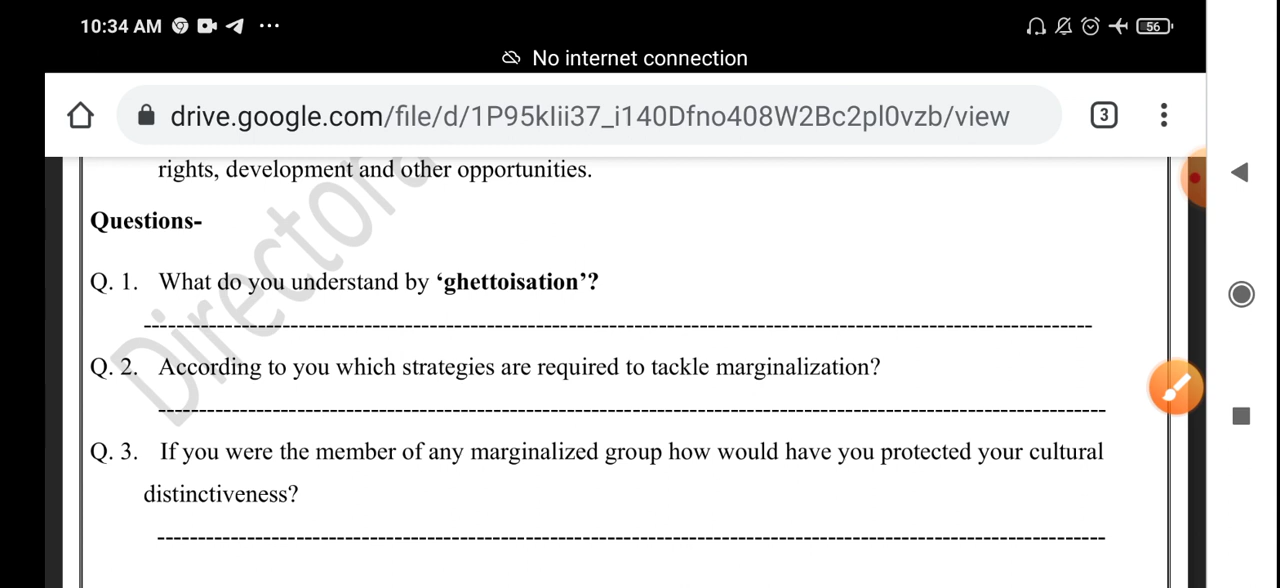 10:34 AM ...
56
No internet connection
drive.google.com/file/d/1P95kIii37_i140Dfno408W2Bc2pl0vzb/view
3
rights, development and other opportunities.
Questions-
Q. 1. What do you understand by ‘ghettoisation’?
Q. 2. According to you which strategies are required to tackle marginalization?
Q. 3. If you were the member of any marginalized group how would have you protected your cultural
distinctiveness?